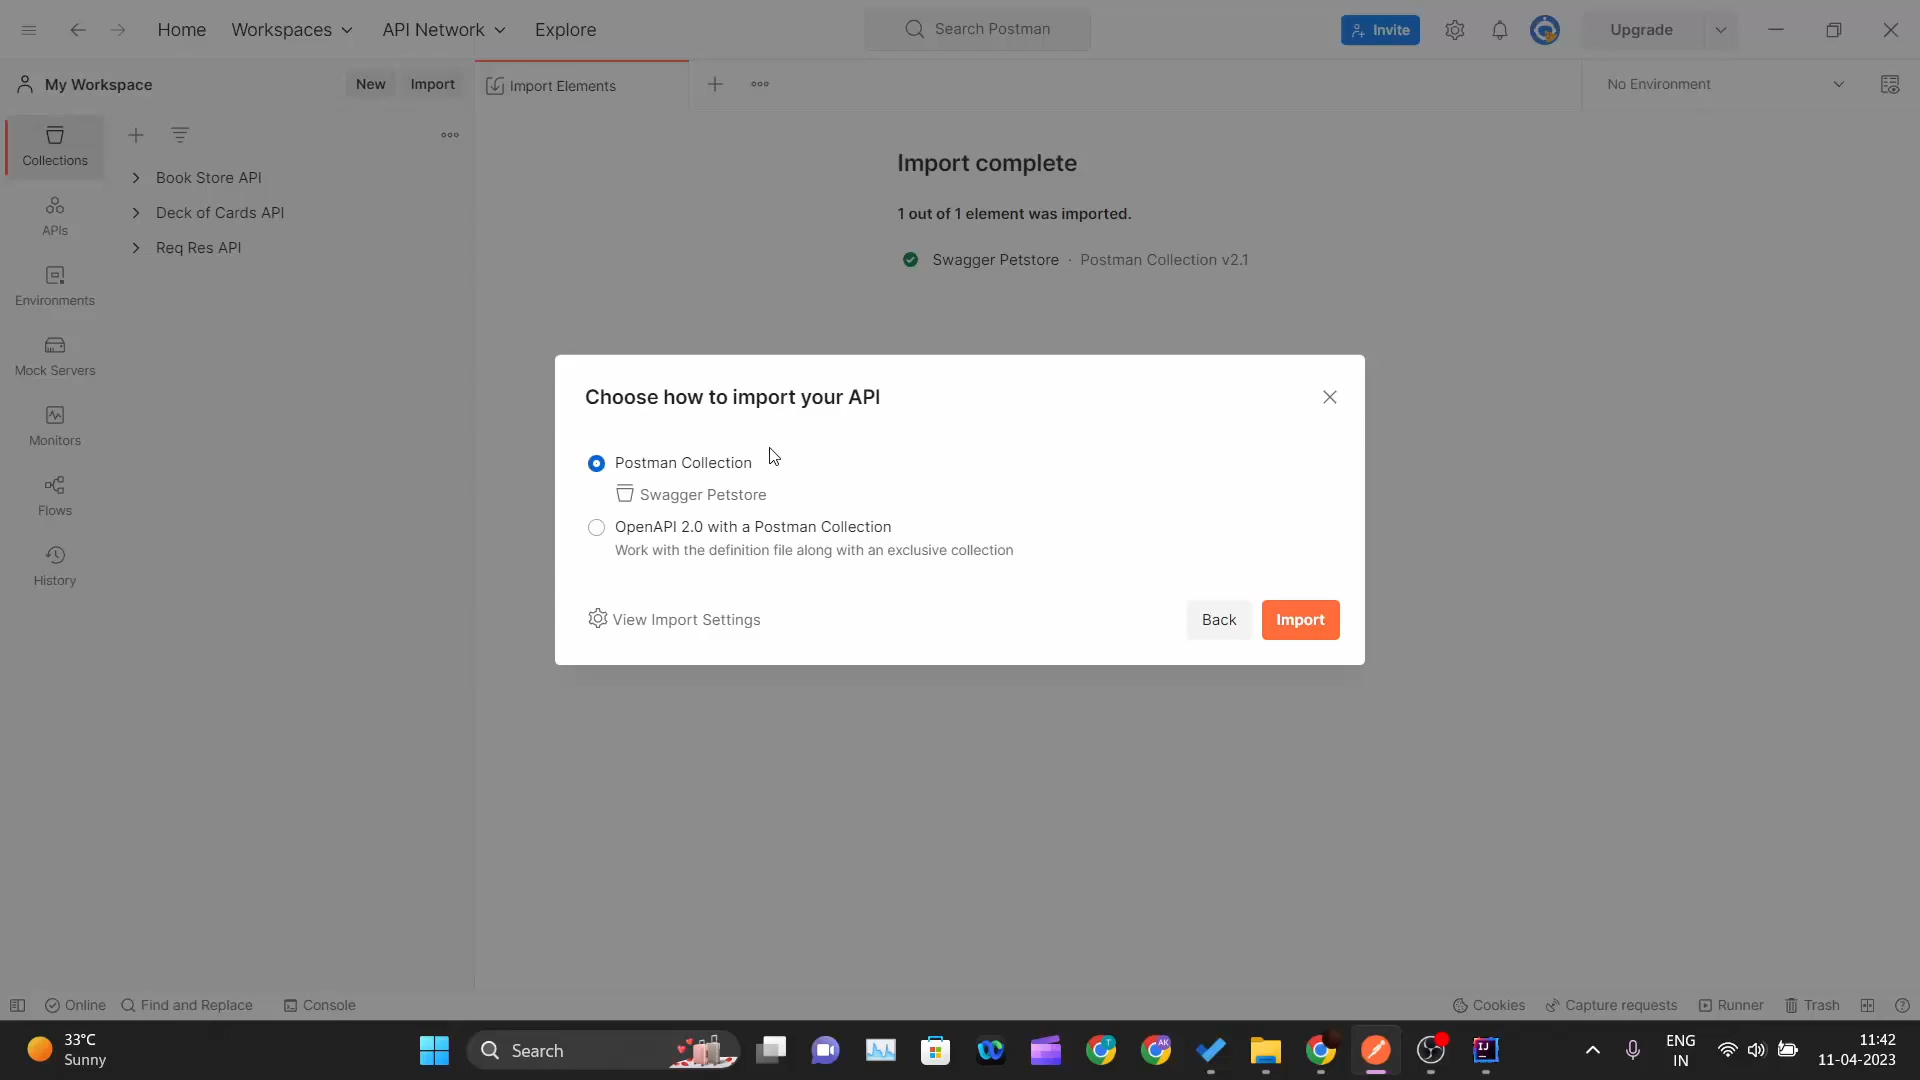 Home
Workspaces
API Network
Explore
Search Postman
Invite
Upgrade
My Workspace
New
Import
Import Elements
No Environment
Collections
Book Store API
Deck of Cards API
Req Res API
APIs
Environments
Mock Servers
Monitors
Flows
History
Import complete
1 out of 1 element was imported.
Swagger Petstore · Postman Collection v2.1
Choose how to import your API
Postman Collection
Swagger Petstore
OpenAPI 2.0 with a Postman Collection
Work with the definition file along with an exclusive collection
View Import Settings
Back
Import
Online
Find and Replace
Console
Cookies
Capture requests
Runner
Trash
33°C
Sunny
Search
T
AK
IJ
ENG
IN
11:42
11-04-2023